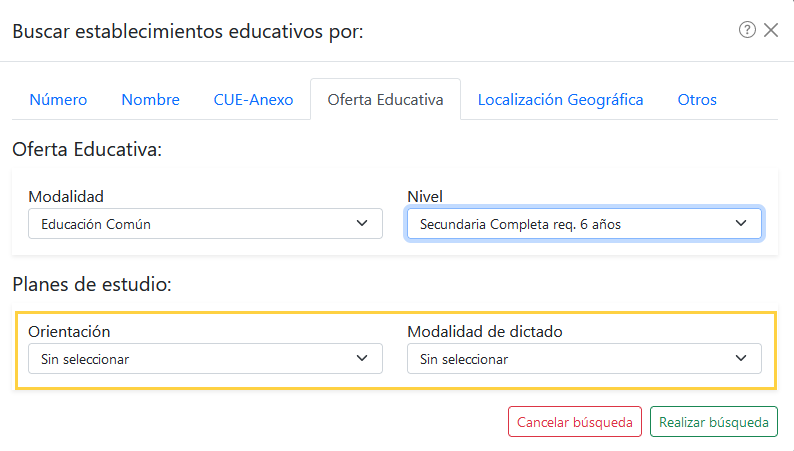 Buscar establecimientos educativos por:
Número Nombre CUE-Anexo Oferta Educativa Localización Geográfica Otros
Oferta Educativa:
Modalidad Nivel
Educación Común Secundaria Completa req. 6 años
Planes de estudio:
Orientación Modalidad de dictado
Sin seleccionar Sin seleccionar
Cancelar búsqueda Realizar búsqueda